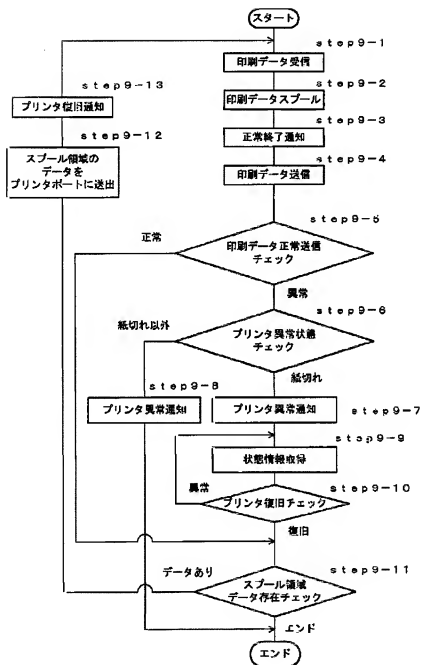 スタート
step9-1
印刷データ受信
step9-13
step9-2
プリンタ復旧通知
印刷データスプール
step9-12
step9-3
正常終了通知
スプール領域の
データを
プリンタポートに送出
step9-4
印刷データ送信
step9-5
正常
印刷データ正常送信
チェック
異常
step9-6
紙切れ以外
プリンタ異常状態
チェック
紙切れ
step9-8
プリンタ異常通知
プリンタ異常通知
step9-7
step9-9
状態情報取得
異常
step9-10
プリンタ復旧チェック
復旧
データあり
step9-11
スプール領域
データ存在チェック
エンド
エンド